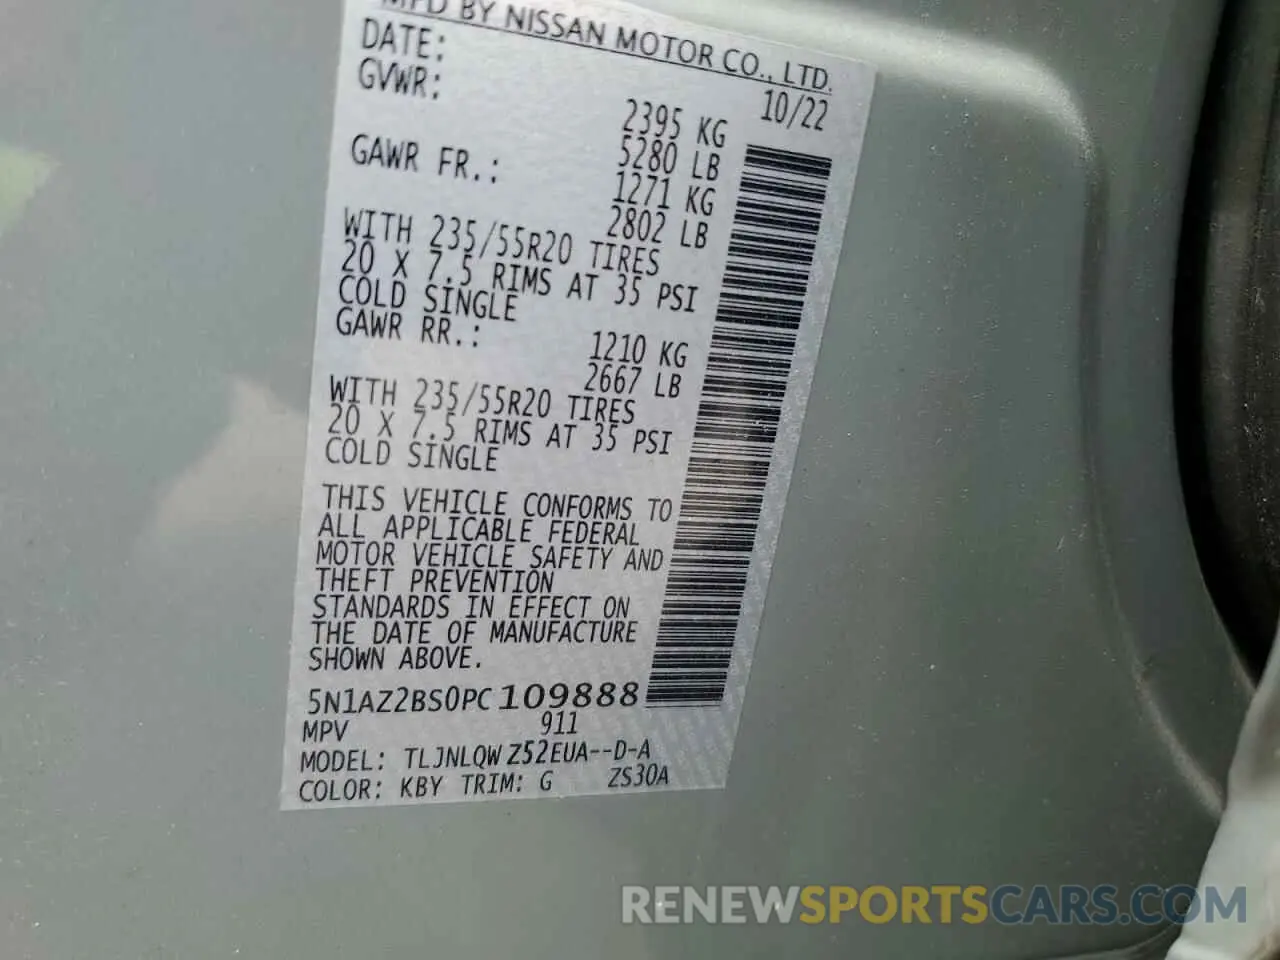 MFD BY NISSAN MOTOR CO., LTD.
DATE: 10/22
GVWR: 2395 KG
5280 LB
GAWR FR.: 1271 KG
2802 LB
WITH 235/55R20 TIRES
20 X 7.5 RIMS AT 35 PSI
COLD SINGLE
GAWR RR.: 1210 KG
2667 LB
WITH 235/55R20 TIRES
20 X 7.5 RIMS AT 35 PSI
COLD SINGLE
THIS VEHICLE CONFORMS TO
ALL APPLICABLE FEDERAL
MOTOR VEHICLE SAFETY AND
THEFT PREVENTION
STANDARDS IN EFFECT ON
THE DATE OF MANUFACTURE
SHOWN ABOVE.
5N1AZ2BS0PC109888
MPV 911
MODEL: TLJNLQWZ52EUA--D-A
COLOR: KBY TRIM: G ZS30A
RENEWSPORTSCARS.COM